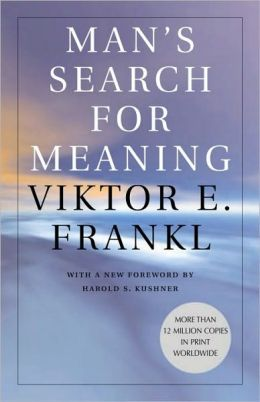 MAN'S
SEARCH
FOR
MEANING
VIKTOR E.
FRANKL
WITH A NEW FOREWORD BY
HAROLD S. KUSHNER
MORE THAN
12 MILLION COPIES
IN PRINT
WORLDWIDE